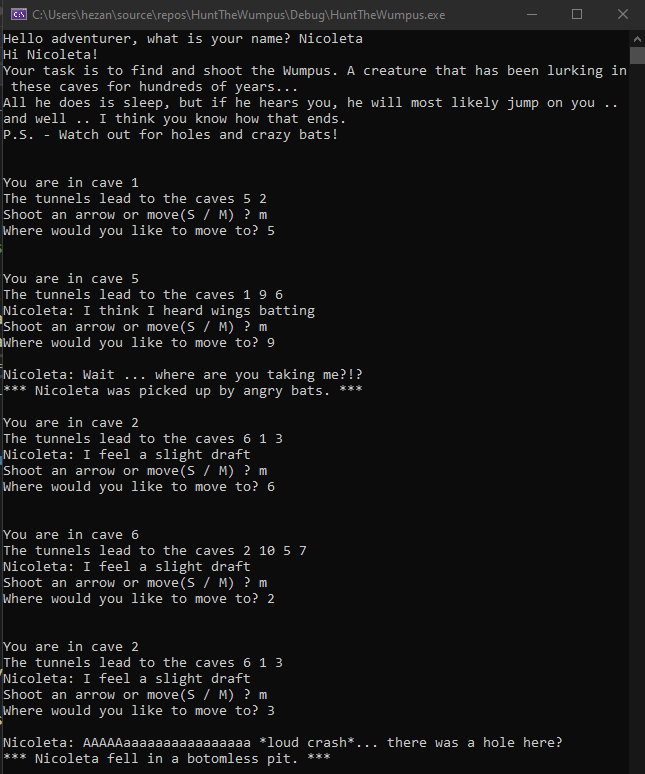 C:\Users\hezan\source\repos\HuntTheWumpus\Debug\HuntTheWumpus.exe
Hello adventurer, what is your name? Nicoleta
Hi Nicoleta!
Your task is to find and shoot the Wumpus. A creature that has been lurking in
these caves for hundreds of years...
All he does is sleep, but if he hears you, he will most likely jump on you ..
and well .. I think you know how that ends.
P.S. - Watch out for holes and crazy bats!
You are in cave 1
The tunnels lead to the caves 5 2
Shoot an arrow or move(S / M) ? m
Where would you like to move to? 5
You are in cave 5
The tunnels lead to the caves 1 9 6
Nicoleta: I think I heard wings batting
Shoot an arrow or move(S / M) ? m
Where would you like to move to? 9
Nicoleta: Wait ... where are you taking me?!?
*** Nicoleta was picked up by angry bats. ***
You are in cave 2
The tunnels lead to the caves 6 1 3
Nicoleta: I feel a slight draft
Shoot an arrow or move(S / M) ? m
Where would you like to move to? 6
You are in cave 6
The tunnels lead to the caves 2 10 5 7
Nicoleta: I feel a slight draft
Shoot an arrow or move(S / M) ? m
Where would you like to move to? 2
You are in cave 2
The tunnels lead to the caves 6 1 3
Nicoleta: I feel a slight draft
Shoot an arrow or move(S / M) ? m
Where would you like to move to? 3
Nicoleta: AAAAAaaaaaaaaaaaaaaaa *loud crash*... there was a hole here?
*** Nicoleta fell in a botomless pit. ***